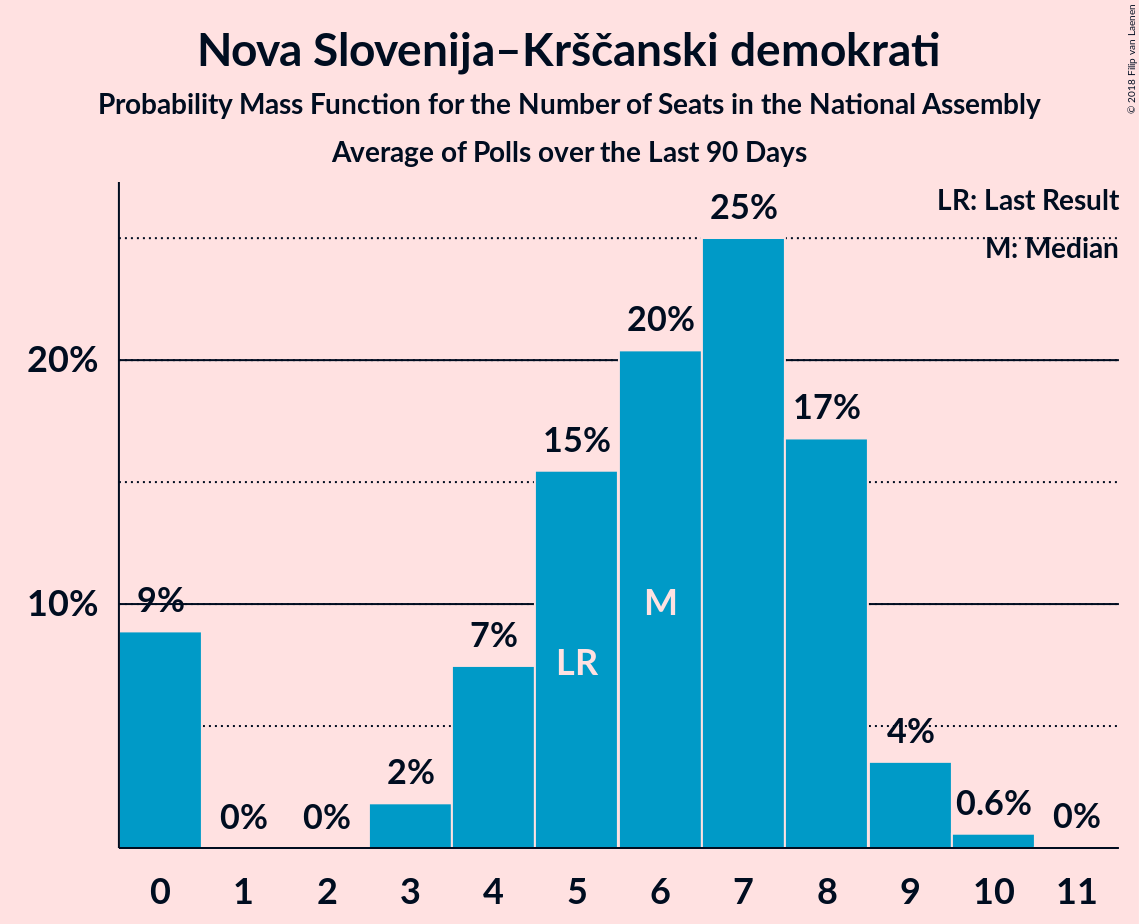 Nova Slovenija–Krščanski demokrati
Probability Mass Function for the Number of Seats in the National Assembly
Average of Polls over the Last 90 Days
© 2018 Filip van Laenen
LR: Last Result
M: Median
25%
20%
20%
17%
15%
10%
9%
7%
4%
2%
0%
0%
0.6%
0%
M
LR
0 1 2 3 4 5 6 7 8 9 10 11